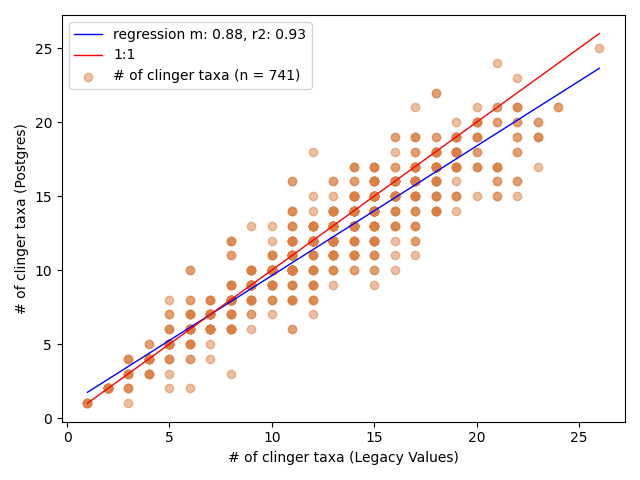 regression m: 0.88, r2: 0.93
1:1
# of clinger taxa (n = 741)
25
20
15
10
5
0
# of clinger taxa (Postgres)
0 5 10 15 20 25
# of clinger taxa (Legacy Values)